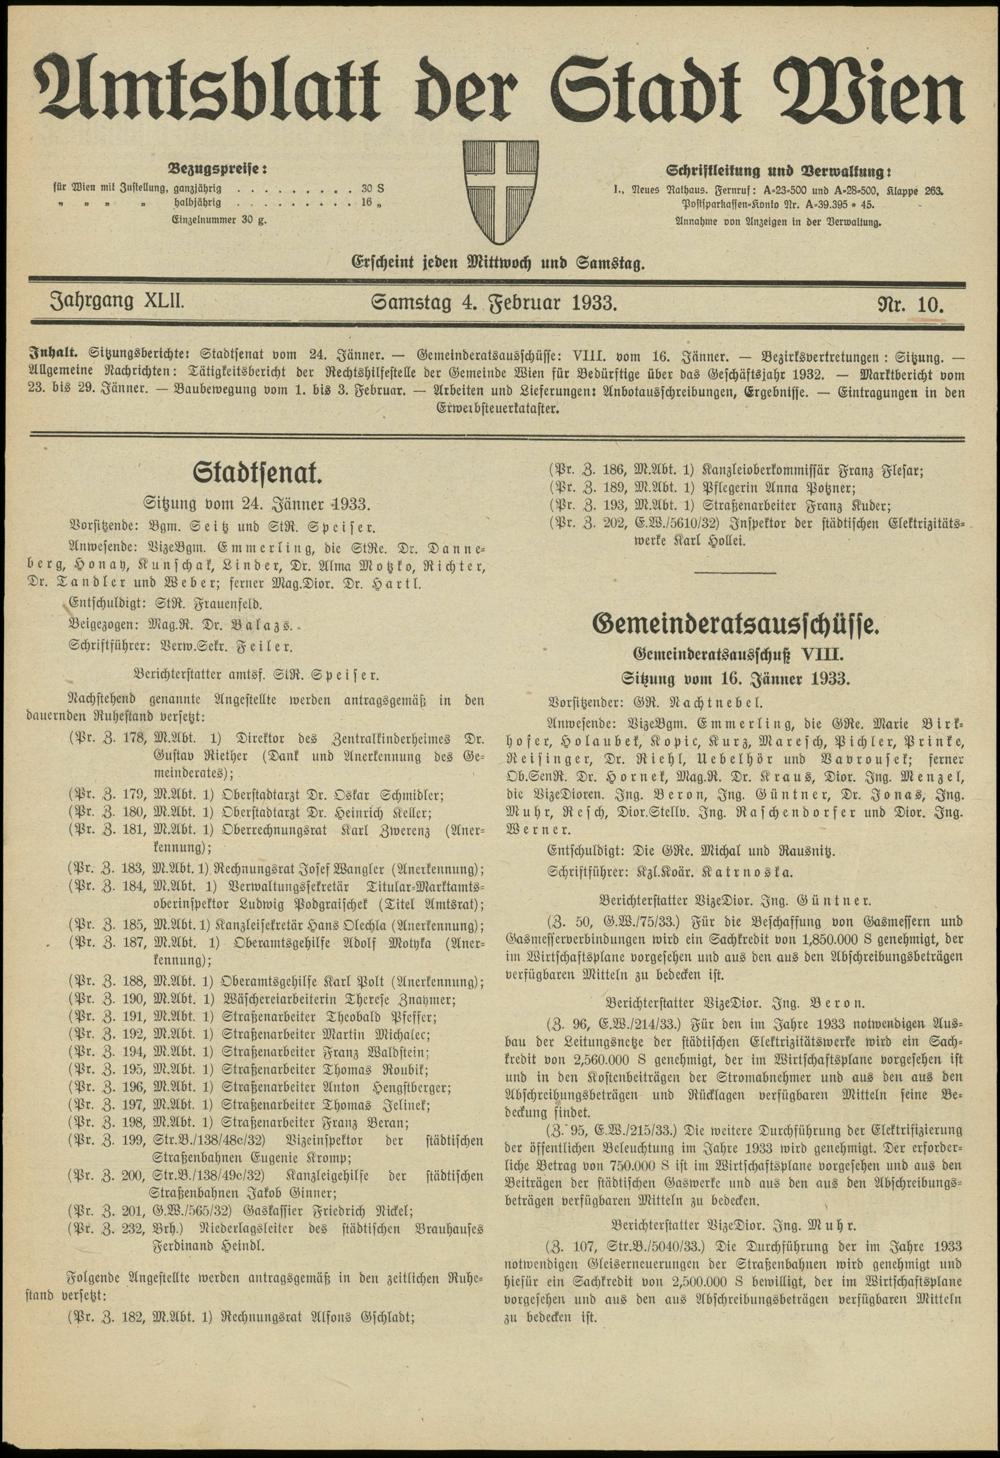 Amtsblatt der Stadt Wien
Bezugspreise:
für Wien mit Zustellung, ganzjährig . . . . . . . . 30 S
„ „ „ „ halbjährig . . . . . . . . . 16 „
Einzelnummer 30 g.
Schriftleitung und Verwaltung:
I., Neues Rathaus. Fernruf: A-23-500 und A-28-500, Klappe 263.
Postsparkassen-Konto Nr. A-39.395 * 45.
Annahme von Anzeigen in der Verwaltung.
Erscheint jeden Mittwoch und Samstag.
Jahrgang XLII.
Samstag 4. Februar 1933.
Nr. 10.
Inhalt. Sitzungsberichte: Stadtsenat vom 24. Jänner. — Gemeinderatsausschüsse: VIII. vom 16. Jänner. — Bezirksvertretungen: Sitzung. —
Allgemeine Nachrichten: Tätigkeitsbericht der Rechtshilfestelle der Gemeinde Wien für Bedürftige über das Geschäftsjahr 1932. — Marktbericht vom
23. bis 29. Jänner. — Baubewegung vom 1. bis 3. Februar. — Arbeiten und Lieferungen: Anbotausschreibungen, Ergebnisse. — Eintragungen in den
Erwerbsteuerkataster.
Stadtsenat.
Sitzung vom 24. Jänner 1933.
Vorsitzende: Bgm. Seitz und StR. Speiser.
Anwesende: VizeBgm. Emmerling, die StRe. Dr. Danne-
berg, Honay, Kunschak, Linder, Dr. Alma Motzko, Richter,
Dr. Tandler und Weber; ferner Mag.Dior. Dr. Hartl.
Entschuldigt: StR. Frauenfeld.
Beigezogen: Mag.R. Dr. Balazs.
Schriftführer: Verw.Sekr. Feiler.
Berichterstatter amtsf. StR. Speiser.
Nachstehend genannte Angestellte werden antragsgemäß in den
dauernden Ruhestand versetzt:
(Pr. Z. 178, M.Abt. 1) Direktor des Zentralkinderheimes Dr.
Gustav Riether (Dank und Anerkennung des Ge-
meinderates);
(Pr. Z. 179, M.Abt. 1) Oberstadtarzt Dr. Oskar Schmidler;
(Pr. Z. 180, M.Abt. 1) Oberstadtarzt Dr. Heinrich Keller;
(Pr. Z. 181, M.Abt. 1) Oberrechnungsrat Karl Zwerenz (Aner-
kennung);
(Pr. Z. 183, M.Abt. 1) Rechnungsrat Josef Wangler (Anerkennung);
(Pr. Z. 184, M.Abt. 1) Verwaltungssekretär Titular-Marktamts-
oberinspektor Ludwig Podgraischek (Titel Amtsrat);
(Pr. Z. 185, M.Abt. 1) Kanzleisekretär Hans Olechla (Anerkennung);
(Pr. Z. 187, M.Abt. 1) Oberamtsgehilfe Adolf Motyka (Aner-
kennung);
(Pr. Z. 188, M.Abt. 1) Oberamtsgehilfe Karl Polt (Anerkennung);
(Pr. Z. 190, M.Abt. 1) Wäschereiarbeiterin Therese Znaymer;
(Pr. Z. 191, M.Abt. 1) Straßenarbeiter Theobald Pfeffer;
(Pr. Z. 192, M.Abt. 1) Straßenarbeiter Martin Michalec;
(Pr. Z. 194, M.Abt. 1) Straßenarbeiter Franz Waldstein;
(Pr. Z. 195, M.Abt. 1) Straßenarbeiter Thomas Roubik;
(Pr. Z. 196, M.Abt. 1) Straßenarbeiter Anton Hengstberger;
(Pr. Z. 197, M.Abt. 1) Straßenarbeiter Thomas Jelinek;
(Pr. Z. 198, M.Abt. 1) Straßenarbeiter Franz Beran;
(Pr. Z. 199, Str.B./138/48c/32) Vizeinspektor der städtischen
Straßenbahnen Eugenie Kromp;
(Pr. Z. 200, Str.B./138/49c/32) Kanzleigehilfe der städtischen
Straßenbahnen Jakob Ginner;
(Pr. Z. 201, G.W./565/32) Gaskassier Friedrich Nickel;
(Pr. Z. 232, Brh.) Niederlagsleiter des städtischen Brauhauses
Ferdinand Heindl.
Folgende Angestellte werden antragsgemäß in den zeitlichen Ruhe-
stand versetzt:
(Pr. Z. 182, M.Abt. 1) Rechnungsrat Alfons Gschladt;
(Pr. Z. 186, M.Abt. 1) Kanzleioberkommissär Franz Flesar;
(Pr. Z. 189, M.Abt. 1) Pflegerin Anna Potzner;
(Pr. Z. 193, M.Abt. 1) Straßenarbeiter Franz Kuder;
(Pr. Z. 202, E.W./5610/32) Inspektor der städtischen Elektrizitäts-
werke Karl Hollei.
Gemeinderatsausschüsse.
Gemeinderatsausschuß VIII.
Sitzung vom 16. Jänner 1933.
Vorsitzender: GR. Nachtnebel.
Anwesende: VizeBgm. Emmerling, die GRe. Marie Birk-
hofer, Holaubek, Kopic, Kurz, Maresch, Pichler, Prinke,
Reisinger, Dr. Riehl, Uebelhör und Vavrousek; ferner
Ob.SenR. Dr. Hornek, Mag.R. Dr. Kraus, Dior. Ing. Menzel,
die VizeDioren. Ing. Beron, Ing. Güntner, Dr. Jonas, Ing.
Muhr, Resch, Dior.Stellv. Ing. Raschendorfer und Dior. Ing.
Werner.
Entschuldigt: Die GRe. Michal und Rausnitz.
Schriftführer: Kzl.Koär. Katrnoska.
Berichterstatter VizeDior. Ing. Güntner.
(Z. 50, G.W./75/33.) Für die Beschaffung von Gasmessern und
Gasmesserverbindungen wird ein Sachkredit von 1,850.000 S genehmigt, der
im Wirtschaftsplane vorgesehen und aus den aus den Abschreibungsbeträgen
verfügbaren Mitteln zu bedecken ist.
Berichterstatter VizeDior. Ing. Beron.
(Z. 96, E.W./214/33.) Für den im Jahre 1933 notwendigen Aus-
bau der Leitungsnetze der städtischen Elektrizitätswerke wird ein Sach-
kredit von 2,560.000 S genehmigt, der im Wirtschaftsplane vorgesehen ist
und in den Kostenbeiträgen der Stromabnehmer und aus den aus den
Abschreibungsbeträgen und Rücklagen verfügbaren Mitteln seine Be-
deckung findet.
(Z. 95, E.W./215/33.) Die weitere Durchführung der Elektrifizierung
der öffentlichen Beleuchtung im Jahre 1933 wird genehmigt. Der erforder-
liche Betrag von 750.000 S ist im Wirtschaftsplane vorgesehen und aus den
Beiträgen der städtischen Gaswerke und aus den aus den Abschreibungs-
beträgen verfügbaren Mitteln zu bedecken.
Berichterstatter VizeDior. Ing. Muhr.
(Z. 107, Str.B./5040/33.) Die Durchführung der im Jahre 1933
notwendigen Gleiserneuerungen der Straßenbahnen wird genehmigt und
hiefür ein Sachkredit von 2,500.000 S bewilligt, der im Wirtschaftsplane
vorgesehen und aus den aus Abschreibungsbeträgen verfügbaren Mitteln
zu bedecken ist.